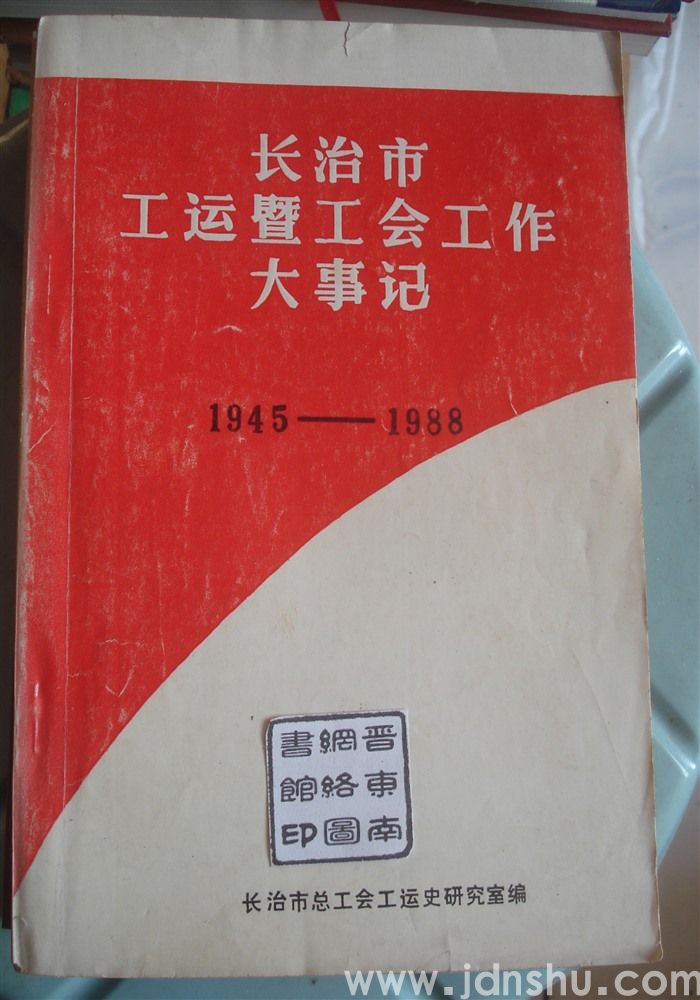 长治市
工运暨工会工作
大事记
1945——1988
晋東南
網絡圖
書館印
长治市总工会工运史研究室编
www.jdnshu.com